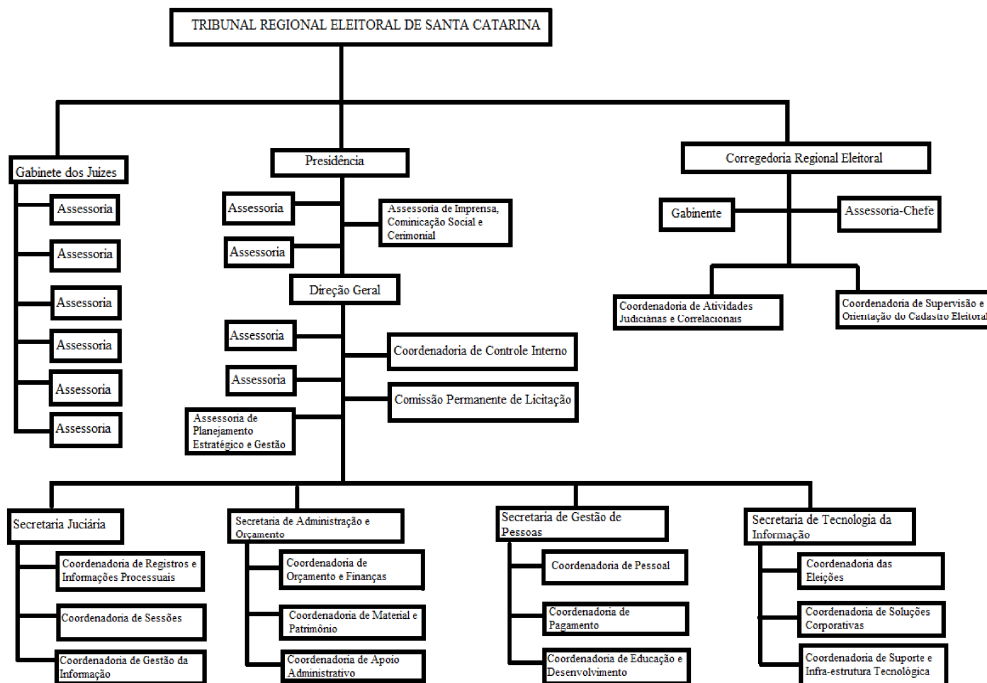 TRIBUNAL REGIONAL ELEITORAL DE SANTA CATARINA
Gabinete dos Juizes
Assessoria
Assessoria
Assessoria
Assessoria
Assessoria
Assessoria
Presidência
Assessoria
Assessoria de Imprensa,
Cominicação Social e
Cerimonial
Assessoria
Direção Geral
Assessoria
Coordenadoria de Controle Interno
Assessoria
Comissão Permanente de Licitação
Assessoria de
Planejamento
Estratégico e Gestão
Corregedoria Regional Eleitoral
Gabinente
Assessoria-Chefe
Coordenadoria de Atividades
Judiciárias e Correlacionais
Coordenadoria de Supervisão e
Orientação do Cadastro Eleitoral
Secretaria Juciária
Coordenadoria de Registros e
Informações Processuais
Coordenadoria de Sessões
Coordenadoria de Gestão da
Informação
Secretaria de Administração e
Orçamento
Coordenadoria de
Orçamento e Finanças
Coordenadoria de Material e
Patrimônio
Coordenadoria de Apoio
Administrativo
Secretaria de Gestão de
Pessoas
Coordenadoria de Pessoal
Coordenadoria de
Pagamento
Coordenadoria de Educação e
Desenvolvimento
Secretaria de Tecnologia da
Informação
Coordenadoria das
Eleições
Coordenadoria de Soluções
Corporativas
Coordenadoria de Suporte e
Infra-estrutura Tecnológica